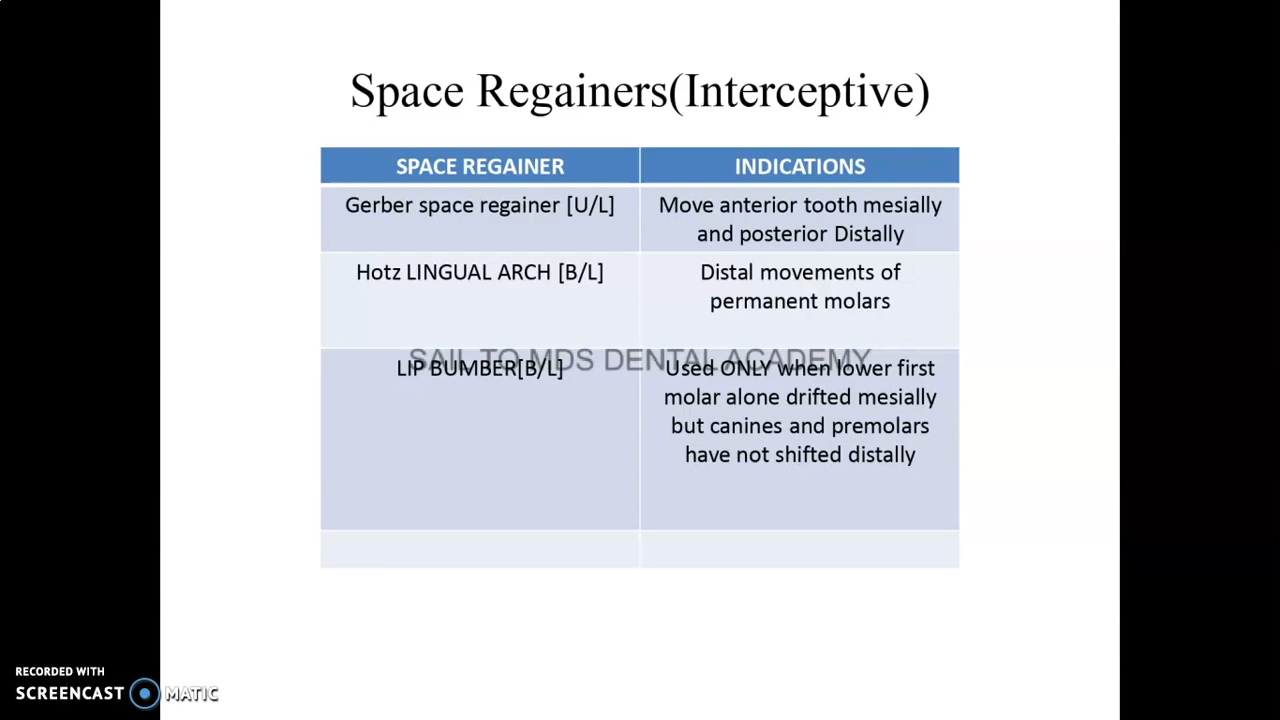 Space Regainers(Interceptive)
SPACE REGAINER
INDICATIONS
Gerber space regainer [U/L]
Move anterior tooth mesially
and posterior Distally
Hotz LINGUAL ARCH [B/L]
Distal movements of
permanent molars
SAIL TO MDS DENTAL ACADEMY
LIP BUMBER[B/L]
Used ONLY when lower first
molar alone drifted mesially
but canines and premolars
have not shifted distally
RECORDED WITH
SCREENCAST MATIC